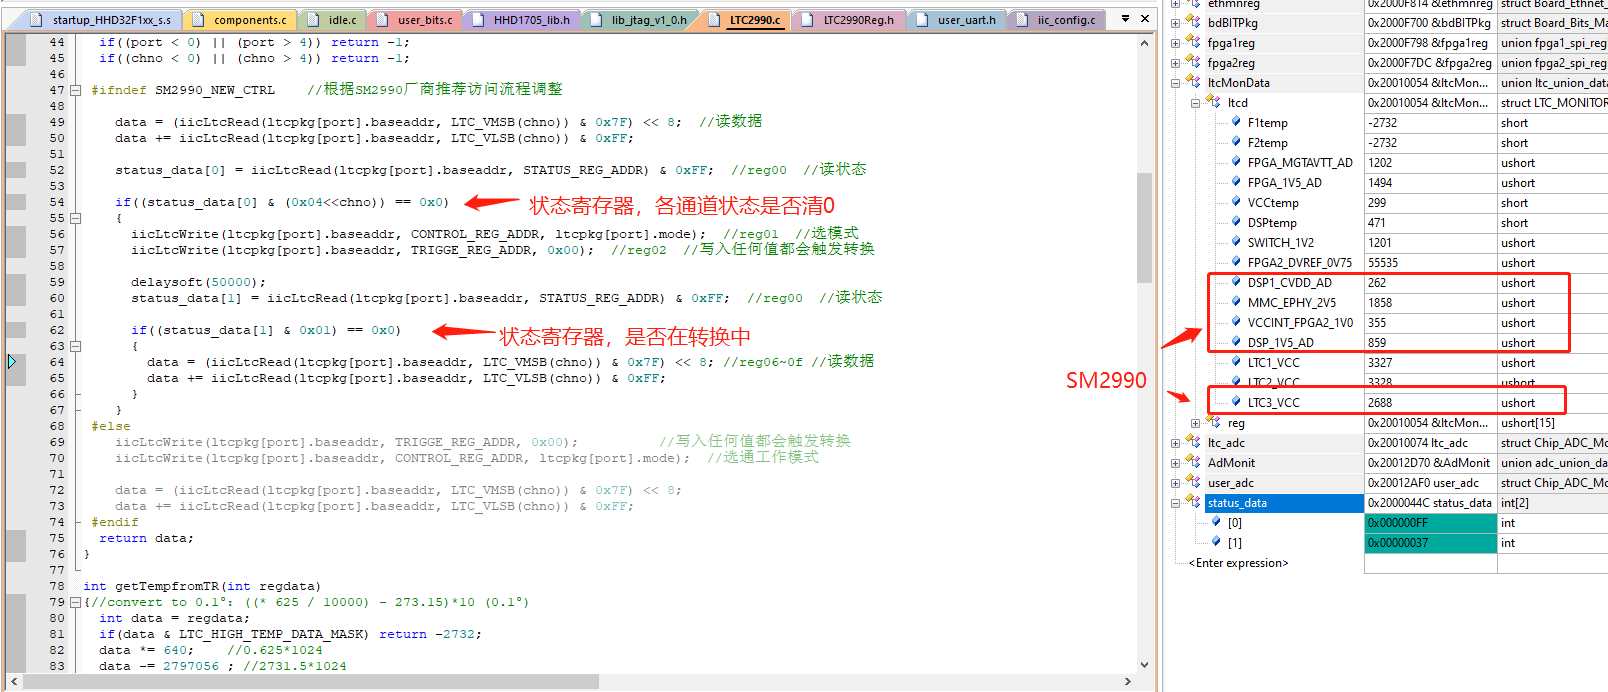 startup_HHD32F1xx_s.s components.c idle.c user_bits.c HHD1705_lib.h lib_jtag_v1_0.h LTC2990.c LTC2990Reg.h user_uart.h iic_config.c
44 if((port < 0) || (port > 4)) return -1;
45 if((chno < 0) || (chno > 4)) return -1;
46
47 #ifndef SM2990_NEW_CTRL //根据SM2990厂商推荐访问流程调整
48
49 data = (iicLtcRead(ltcpkg[port].baseaddr, LTC_VMSB(chno)) & 0x7F) << 8; //读数据
50 data += iicLtcRead(ltcpkg[port].baseaddr, LTC_VLSB(chno)) & 0xFF;
51
52 status_data[0] = iicLtcRead(ltcpkg[port].baseaddr, STATUS_REG_ADDR) & 0xFF; //reg00 //读状态
53
54 if((status_data[0] & (0x04<<chno)) == 0x0)
状态寄存器，各通道状态是否清0
55 {
56 iicLtcWrite(ltcpkg[port].baseaddr, CONTROL_REG_ADDR, ltcpkg[port].mode); //reg01 //选模式
57 iicLtcWrite(ltcpkg[port].baseaddr, TRIGGE_REG_ADDR, 0x00); //reg02 //写入任何值都会触发转换
58
59 delaysoft(50000);
60 status_data[1] = iicLtcRead(ltcpkg[port].baseaddr, STATUS_REG_ADDR) & 0xFF; //reg00 //读状态
61
62 if((status_data[1] & 0x01) == 0x0)
状态寄存器，是否在转换中
63 {
64 data = (iicLtcRead(ltcpkg[port].baseaddr, LTC_VMSB(chno)) & 0x7F) << 8; //reg06~0f //读数据
65 data += iicLtcRead(ltcpkg[port].baseaddr, LTC_VLSB(chno)) & 0xFF;
66 }
67 }
68 #else
69 iicLtcWrite(ltcpkg[port].baseaddr, TRIGGE_REG_ADDR, 0x00); //写入任何值都会触发转换
70 iicLtcWrite(ltcpkg[port].baseaddr, CONTROL_REG_ADDR, ltcpkg[port].mode); //选通工作模式
71
72 data = (iicLtcRead(ltcpkg[port].baseaddr, LTC_VMSB(chno)) & 0x7F) << 8;
73 data += iicLtcRead(ltcpkg[port].baseaddr, LTC_VLSB(chno)) & 0xFF;
74 #endif
75 return data;
76 }
77
78 int getTempfromTR(int regdata)
79 {//convert to 0.1°: ((* 625 / 10000) - 273.15)*10 (0.1°)
80 int data = regdata;
81 if(data & LTC_HIGH_TEMP_DATA_MASK) return -2732;
82 data *= 640; //0.625*1024
83 data -= 2797056 ; //2731.5*1024
SM2990
ethmnreg 0x2000F814 &ethmnreg struct Board_Ethnet_
bdBITPkg 0x2000F700 &bdBITPkg struct Board_Bits_Ma
fpga1reg 0x2000F798 &fpga1reg union fpga1_spi_reg
fpga2reg 0x2000F7DC &fpga2reg union fpga2_spi_reg
ltcMonData 0x20010054 &ltcMon... union ltc_union_data
ltcd 0x20010054 &ltcMon... struct LTC_MONITOR
F1temp -2732 short
F2temp -2732 short
FPGA_MGTAVTT_AD 1202 ushort
FPGA_1V5_AD 1494 ushort
VCCtemp 299 short
DSPtemp 471 short
SWITCH_1V2 1201 ushort
FPGA2_DVREF_0V75 55535 ushort
DSP1_CVDD_AD 262 ushort
MMC_EPHY_2V5 1858 ushort
VCCINT_FPGA2_1V0 355 ushort
DSP_1V5_AD 859 ushort
LTC1_VCC 3327 ushort
LTC2_VCC 3328 ushort
LTC3_VCC 2688 ushort
reg 0x20010054 &ltcMon... ushort[15]
ltc_adc 0x20010074 ltc_adc struct Chip_ADC_Mo
AdMonit 0x20012D70 &AdMonit union adc_union_da
user_adc 0x20012AF0 user_adc struct Chip_ADC_Mo
status_data 0x2000044C status_data int[2]
[0] 0x000000FF int
[1] 0x00000037 int
<Enter expression>